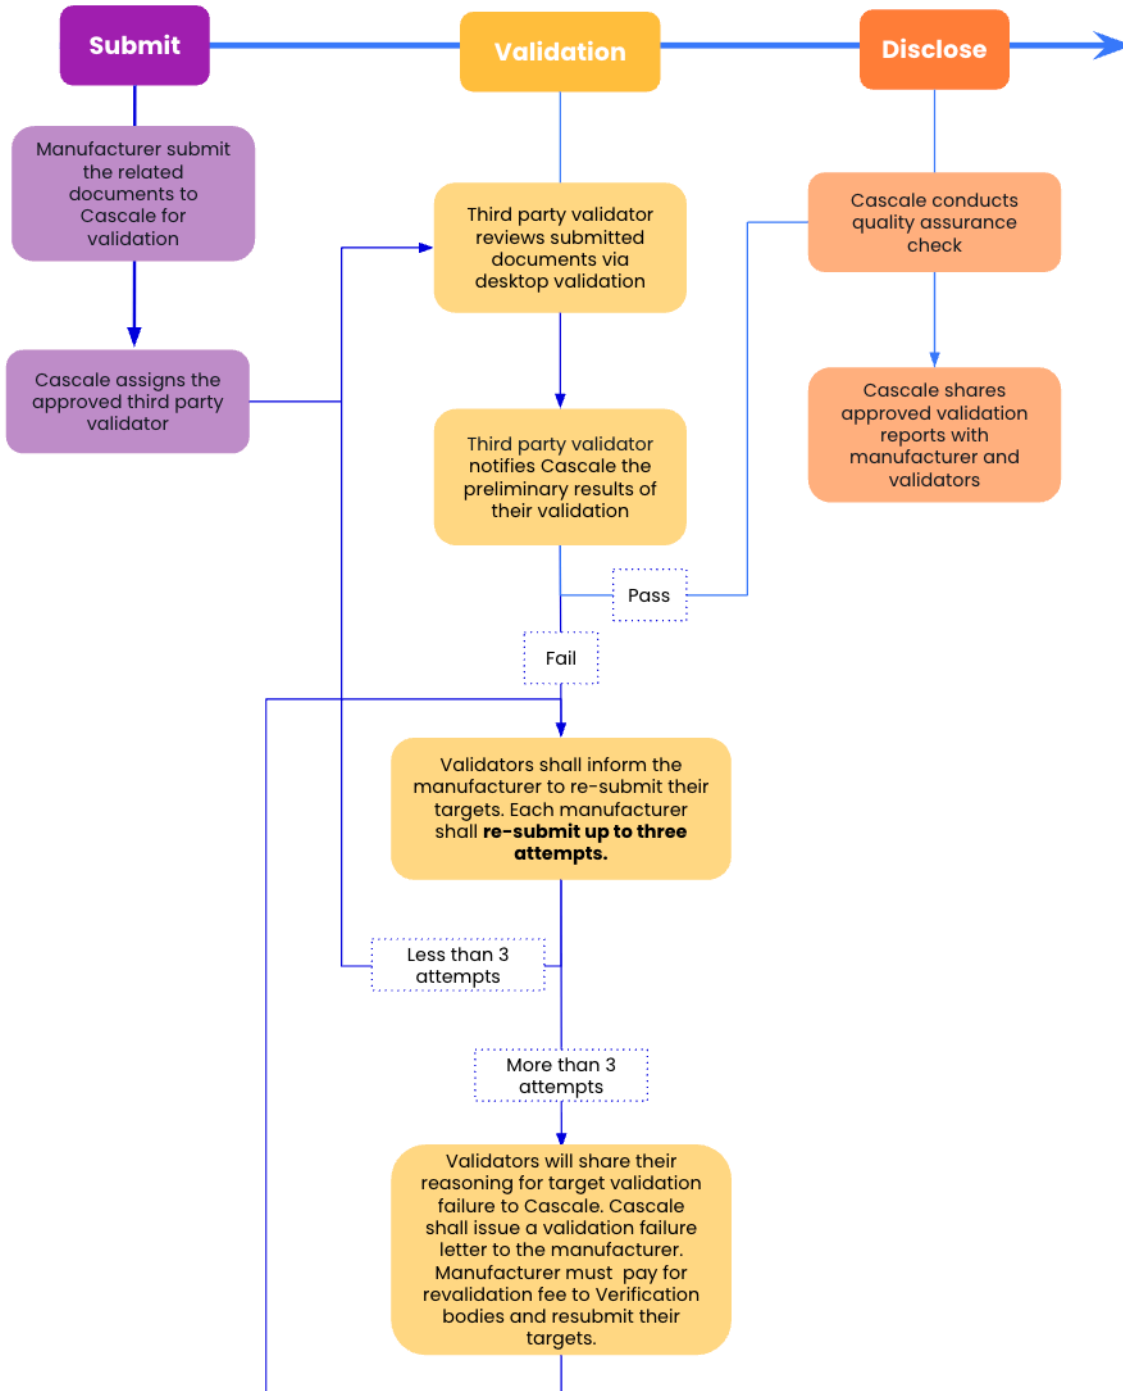 Submit
Validation
Disclose
Manufacturer submit
the related
documents to
Cascale for
validation
Cascale assigns the
approved third party
validator
Third party validator
reviews submitted
documents via
desktop validation
Third party validator
notifies Cascale the
preliminary results of
their validation
Cascale conducts
quality assurance
check
Cascale shares
approved validation
reports with
manufacturer and
validators
Pass
Fail
Validators shall inform the
manufacturer to re-submit their
targets. Each manufacturer
shall re-submit up to three
attempts.
Less than 3
attempts
More than 3
attempts
Validators will share their
reasoning for target validation
failure to Cascale. Cascale
shall issue a validation failure
letter to the manufacturer.
Manufacturer must pay for
revalidation fee to Verification
bodies and resubmit their
targets.